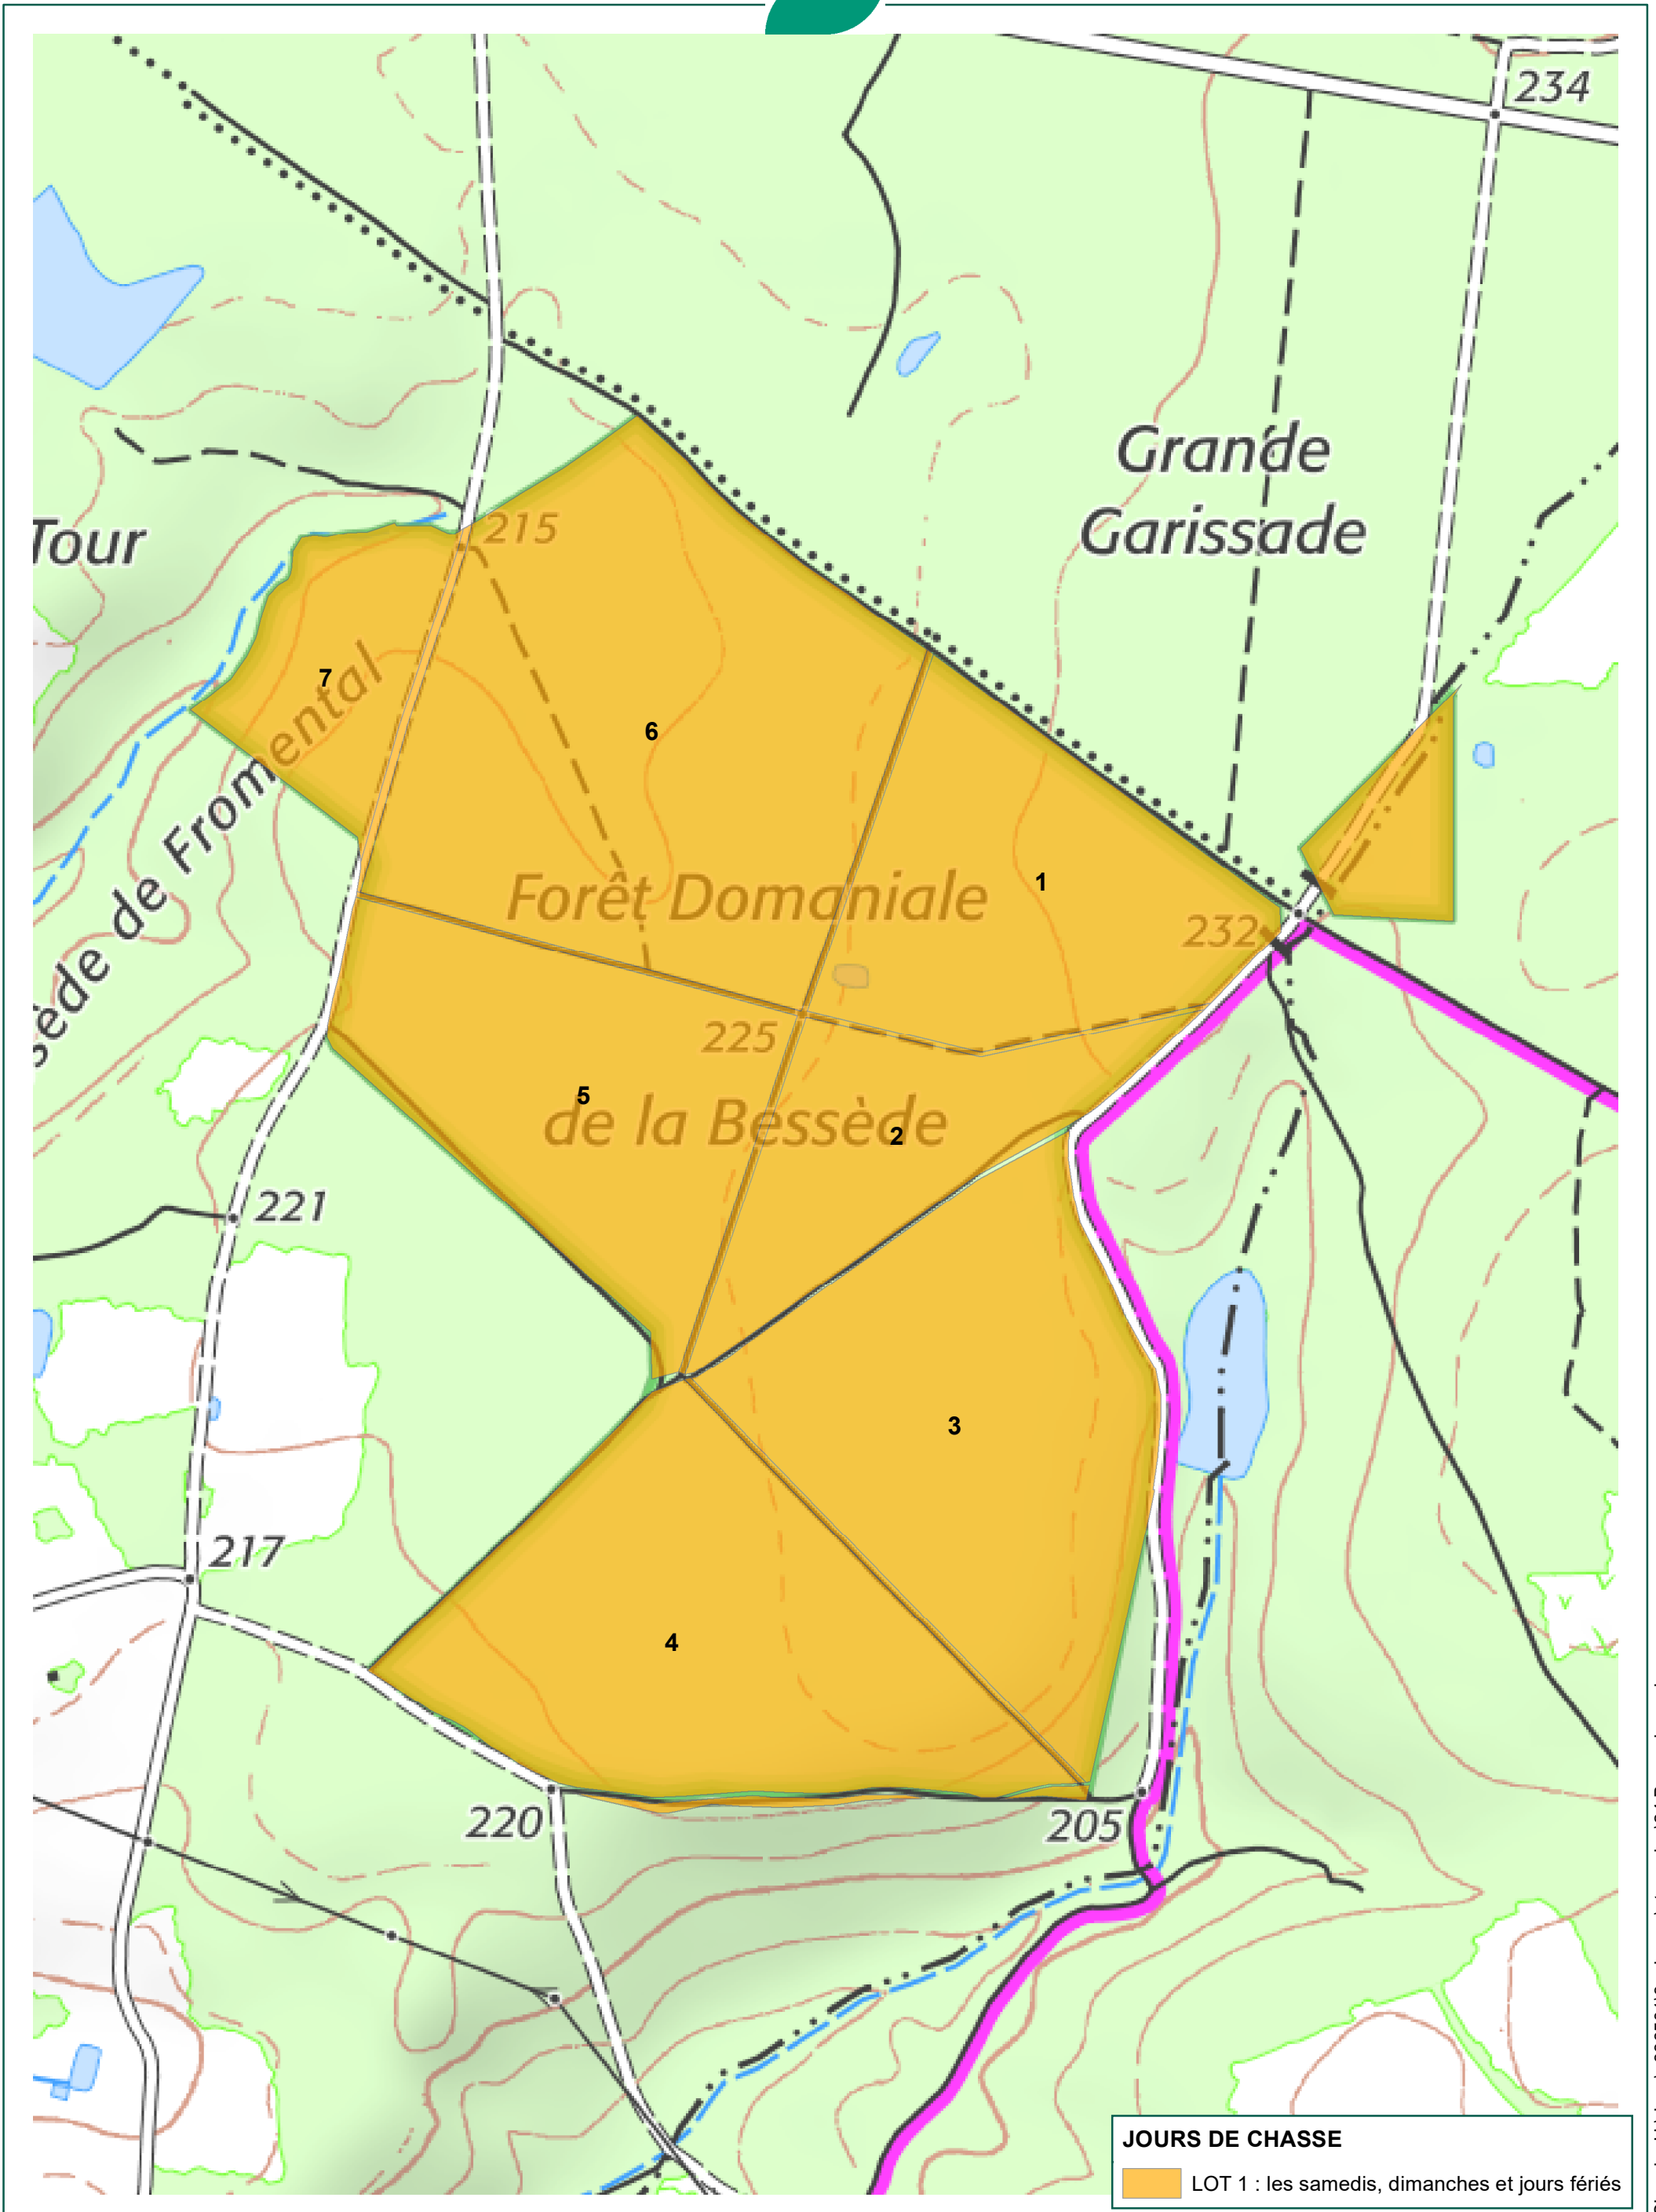 234
Grande
Garissade
Tour
215
7
6
sède de Fromental
Forêt Domaniale
1
232
225
5
de la Bessède
2
221
3
217
4
220
205
JOURS DE CHASSE
LOT 1 : les samedis, dimanches et jours fériés